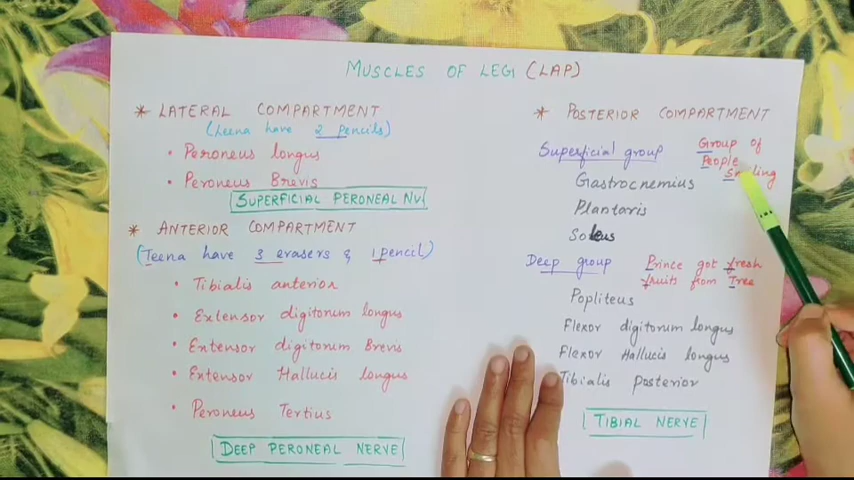 MUSCLES OF LEG (LAP)
* LATERAL COMPARTMENT
(Leena have 2 pencils)
• Peroneus longus
• Peroneus Brevis
SUPERFICIAL PERONEAL NV
* ANTERIOR COMPARTMENT
(Teena have 3 erasers & 1 pencil)
• Tibialis anterior
• Extensor digitorum longus
• Extensor digitorum Brevis
• Extensor Hallucis longus
• Peroneus Tertius
DEEP PERONEAL NERVE
* POSTERIOR COMPARTMENT
Superficial group
Group of
People
Smiling
Gastrocnemius
Plantaris
Soleus
Deep group
Prince got fresh
fruits from Tree
Popliteus
Flexor digitorum longus
Flexor Hallucis longus
Tibialis posterior
TIBIAL NERVE